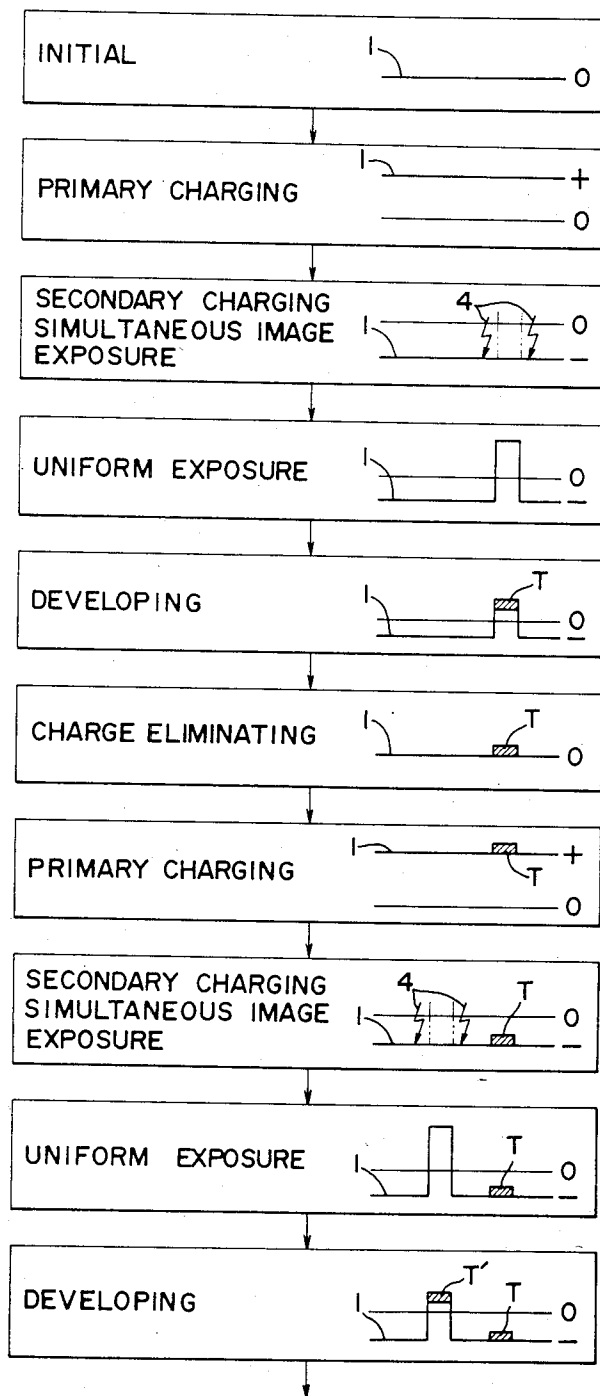 INITIAL
1
0
PRIMARY CHARGING
1
+
0
SECONDARY CHARGING
SIMULTANEOUS IMAGE
EXPOSURE
4
1
0
−
UNIFORM EXPOSURE
1
0
−
DEVELOPING
1
T
0
−
CHARGE ELIMINATING
1
T
0
PRIMARY CHARGING
1
+
T
0
SECONDARY CHARGING
SIMULTANEOUS IMAGE
EXPOSURE
4
1
T
0
−
UNIFORM EXPOSURE
1
T
0
−
DEVELOPING
1
T'
T
0
−